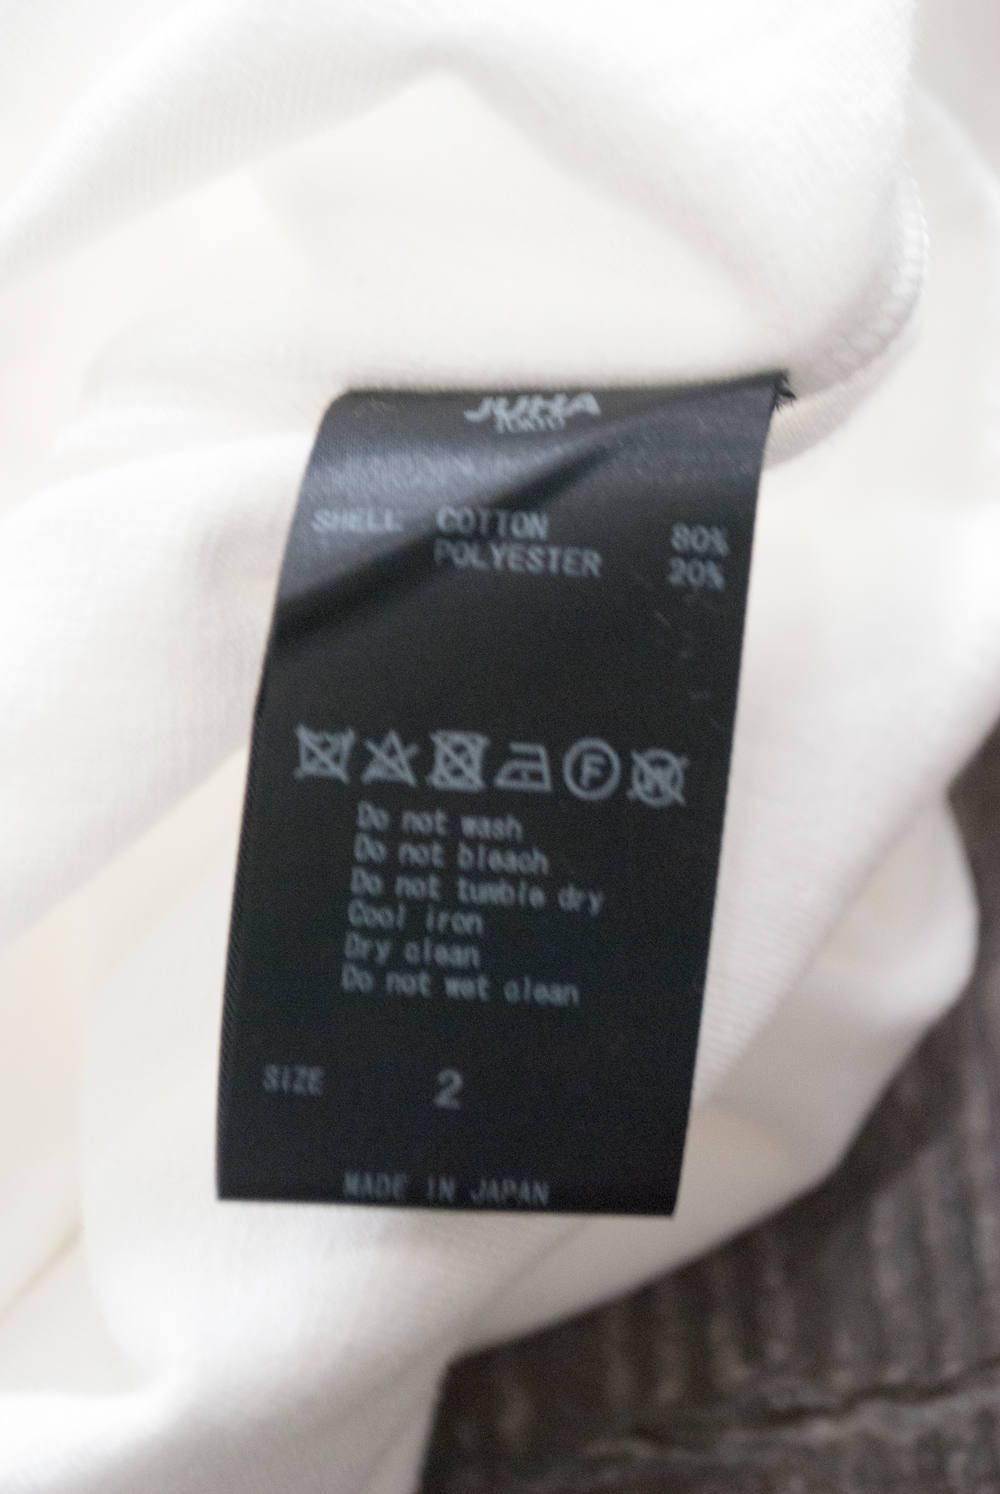 JUHA
TOKYO
SHELL COTTON 80%
POLYESTER 20%
F
W
Do not wash
Do not bleach
Do not tumble dry
Cool iron
Dry clean
Do not wet clean
SIZE 2
MADE IN JAPAN